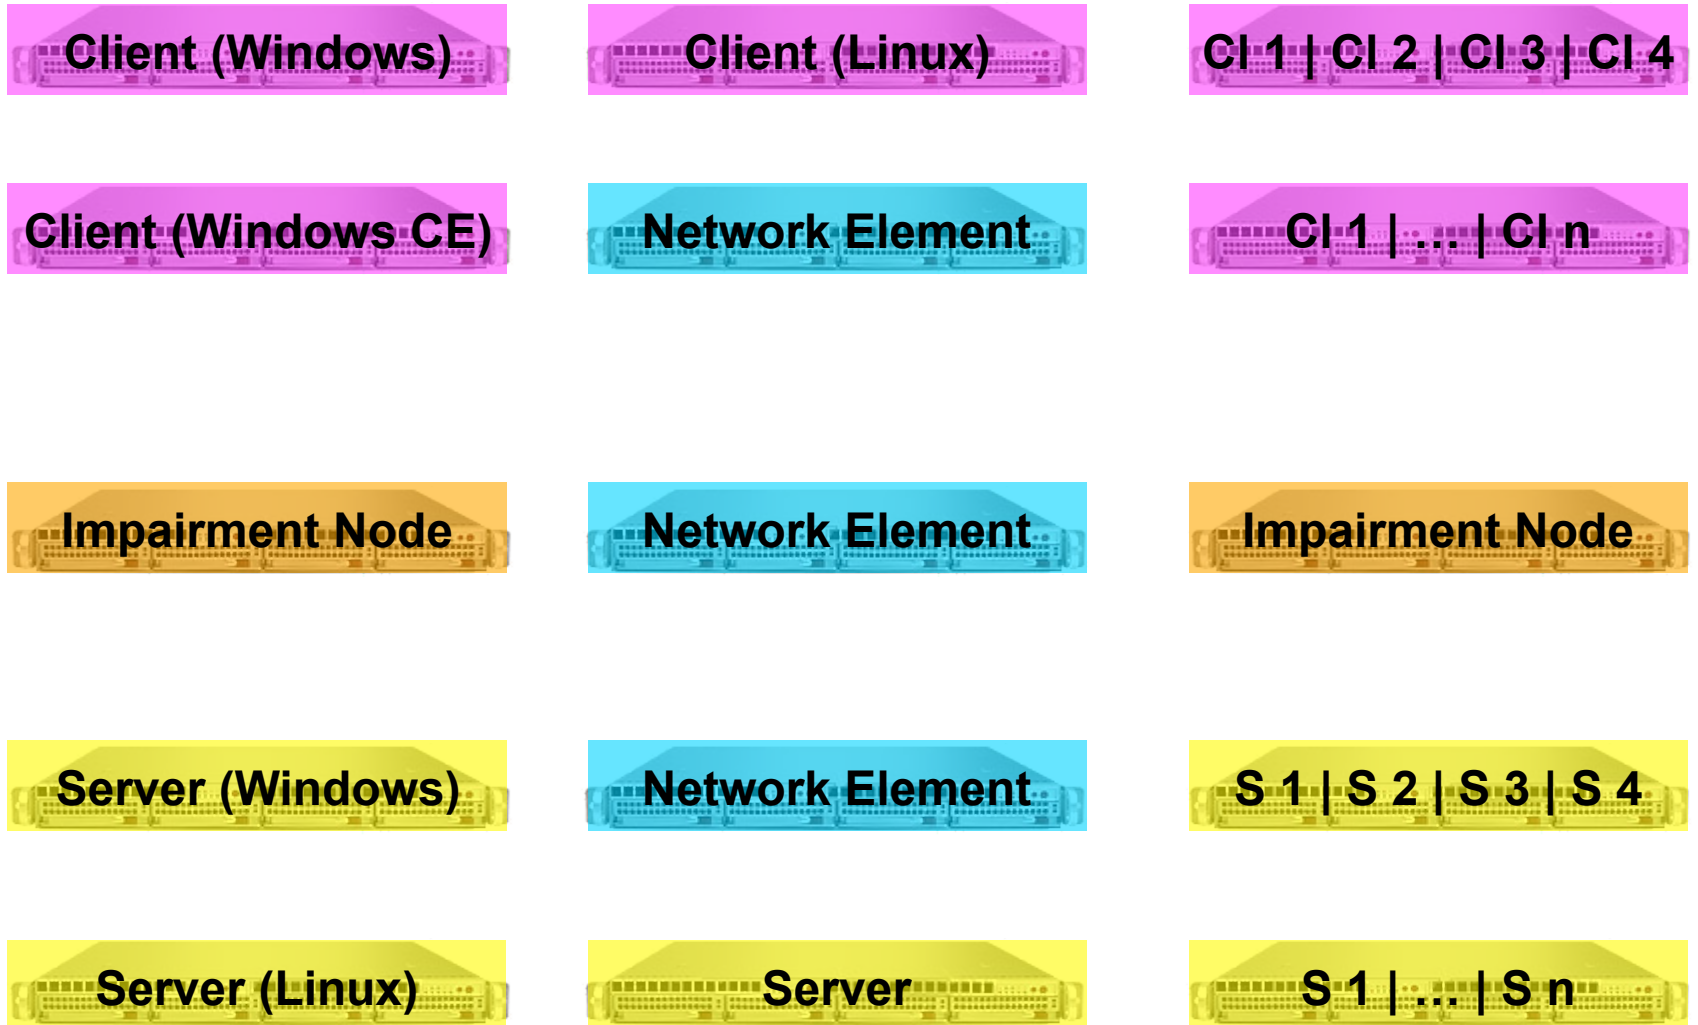 Client (Windows)
Client (Linux)
Cl 1 | Cl 2 | Cl 3 | Cl 4
Client (Windows CE)
Network Element
Cl 1 | … | Cl n
Impairment Node
Network Element
Impairment Node
Server (Windows)
Network Element
S 1 | S 2 | S 3 | S 4
Server (Linux)
Server
S 1 | … | S n